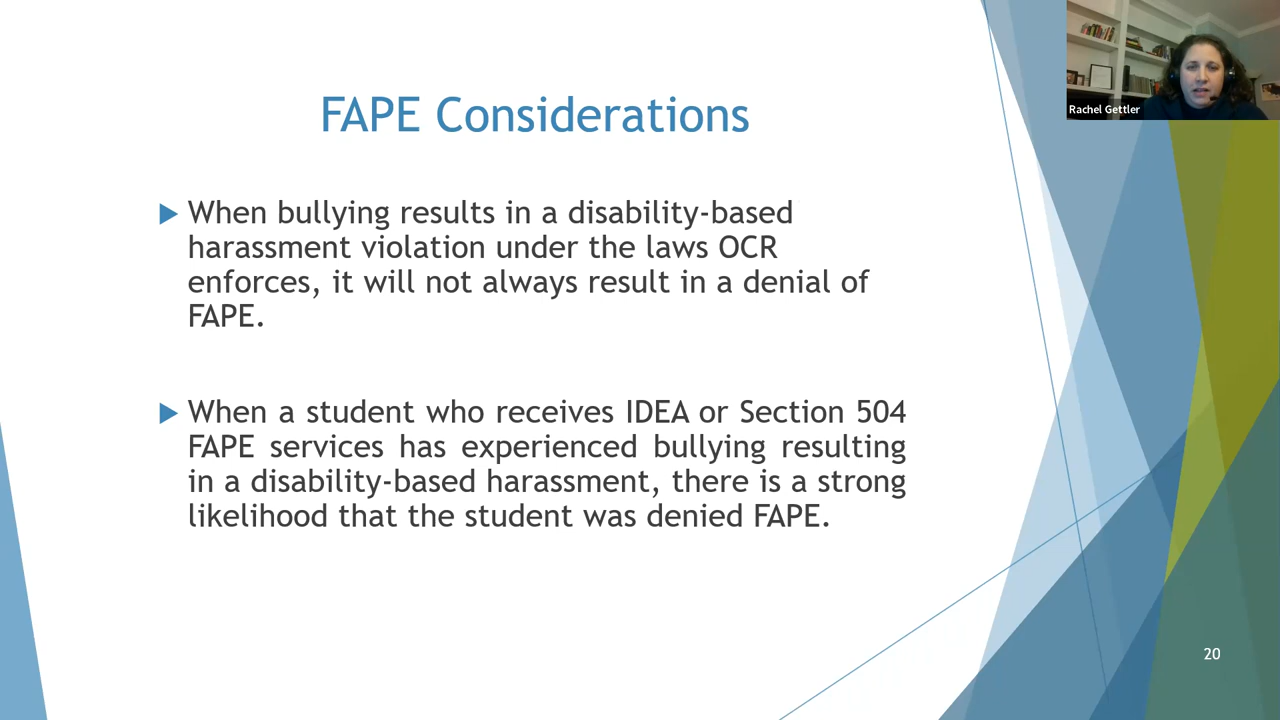 FAPE Considerations
When bullying results in a disability-based
harassment violation under the laws OCR
enforces, it will not always result in a denial of
FAPE.
When a student who receives IDEA or Section 504
FAPE services has experienced bullying resulting
in a disability-based harassment, there is a strong
likelihood that the student was denied FAPE.
Rachel Gettler
20